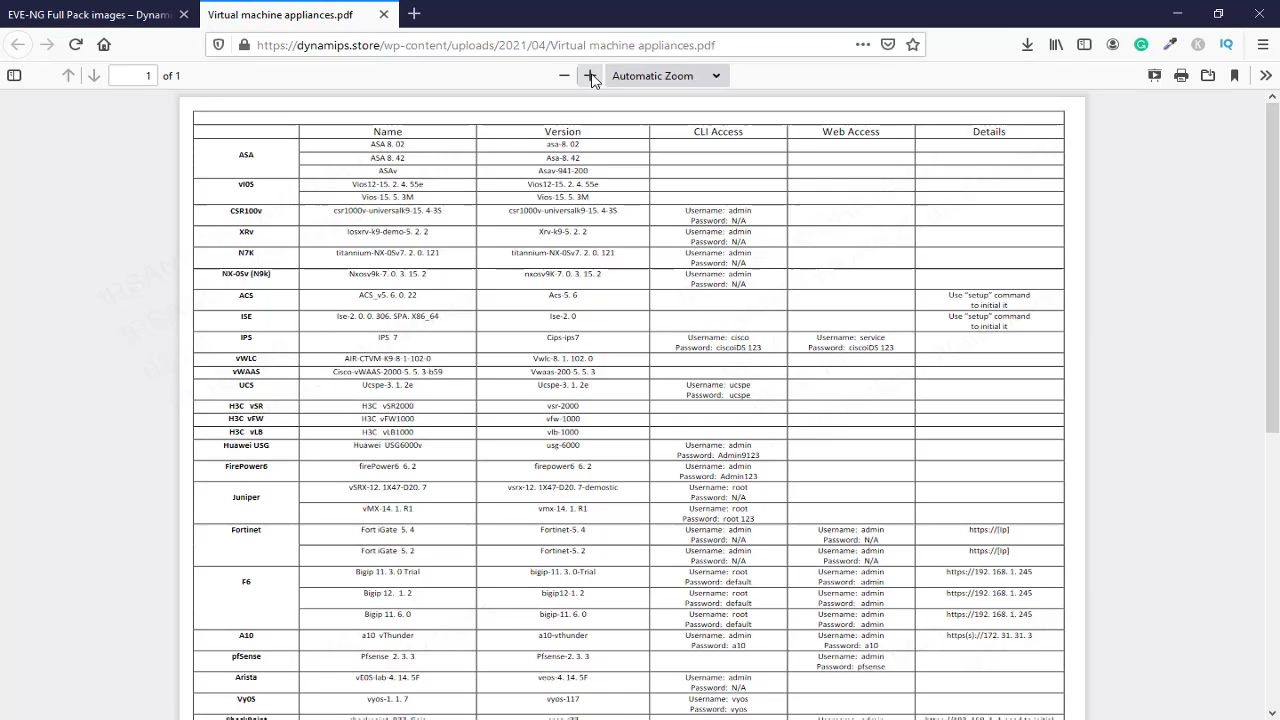 EVE-NG Full Pack images – Dynami
Virtual machine appliances.pdf
https://dynamips.store/wp-content/uploads/2021/04/Virtual machine appliances.pdf
1 of 1
Automatic Zoom
Name Version CLI Access Web Access Details
ASA
ASA 8. 02 asa-8. 02
ASA 8. 42 Asa-8. 42
ASAv Asav-941-200
vI0S
Vios12-15. 2. 4. 55e Vios12-15. 2. 4. 55e
Vios-15. 5. 3M Vios-15. 5. 3M
CSR100v csr1000v-universalk9-15. 4-3S csr1000v-universalk9-15. 4-3S Username: admin
Password: N/A
XRv Iosxrv-k9-demo-5. 2. 2 Xrv-k9-5. 2. 2 Username: admin
Password: N/A
N7K titannium-NX-0Sv7. 2. 0. 121 titannium-NX-0Sv7. 2. 0. 121 Username: admin
Password: N/A
NX-0Sv (N9k) Nxosv9k-7. 0. 3. 15. 2 nxosv9K-7. 0. 3. 15. 2 Username: admin
Password: N/A
ACS ACS_v5. 6. 0. 22 Acs-5. 6 Use "setup" command
to initial it
ISE Ise-2. 0. 0. 306. SPA. X86_64 Ise-2. 0 Use "setup" command
to initial it
IPS IPS 7 Cips-ips7 Username: cisco Username: service
Password: ciscoiDS 123 Password: ciscoiDS 123
vWLC AIR-CTVM-K9-8-1-102-0 Vwlc-8. 1. 102. 0
vWAAS Cisco-vWAAS-2000-5. 5. 3-b59 Vwaas-200-5. 5. 3
UCS Ucspe-3. 1. 2e Ucspe-3. 1. 2e Username: ucspe
Password: ucspe
H3C vSR H3C vSR2000 vsr-2000
H3C vFW H3C vFW1000 vfw-1000
H3C vLB H3C vLB1000 vlb-1000
Huawei USG Huawei USG6000v usg-6000 Username: admin
Password: Admin9123
FirePower6 firePower6 6. 2 firepower6 6. 2 Username: admin
Password: Admin123
Juniper
vSRX-12. 1X47-D20. 7 vsrx-12. 1X47-D20. 7-demostic Username: root
Password: N/A
vMX-14. 1. R1 vmx-14. 1. R1 Username: root
Password: root 123
Fortinet Fort iGate 5. 4 Fortinet-5. 4 Username: admin Username: admin https://[Ip]
Password: N/A Password: N/A
Fort iGate 5. 2 Fortinet-5. 2 Username: admin Username: admin https://[Ip]
Password: N/A Password: N/A
F6
Bigip 11. 3. 0 Trial bigip-11. 3. 0-Trial Username: root Username: admin https://192. 168. 1. 245
Password: default Password: admin
Bigip 12. 1. 2 bigip12-1. 2 Username: root Username: admin https://192. 168. 1. 245
Password: default Password: admin
Bigip 11. 6. 0 bigip-11. 6. 0 Username: root Username: admin https://192. 168. 1. 245
Password: default Password: admin
A10 a10 vThunder a10-vthunder Username: admin Username: admin https(s)://172. 31. 31. 3
Password: a10 Password: a10
pfSense Pfsense 2. 3. 3 Pfsense-2. 3. 3 Username: admin
Password: pfsense
Arista vE0S-lab-4. 14. 5F veos-4. 14. 5F Username: admin
Password: N/A
Vy0S vyos-1. 1. 7 vyos-117 Username: vyos
Password: vyos